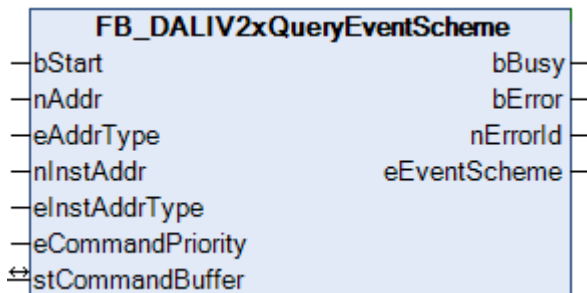 FB_DALIV2xQueryEventScheme
bStart bBusy
nAddr bError
eAddrType nErrorId
nInstAddr eEventScheme
eInstAddrType
eCommandPriority
stCommandBuffer